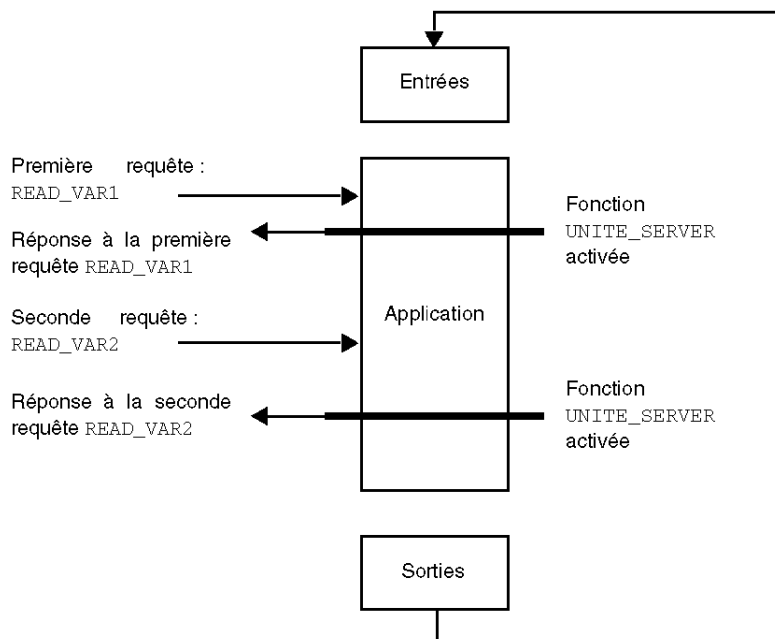 Entrées
Première requête :
READ_VAR1
Réponse à la première
requête READ_VAR1
Fonction
UNITE_SERVER
activée
Seconde requête :
READ_VAR2
Application
Réponse à la seconde
requête READ_VAR2
Fonction
UNITE_SERVER
activée
Sorties